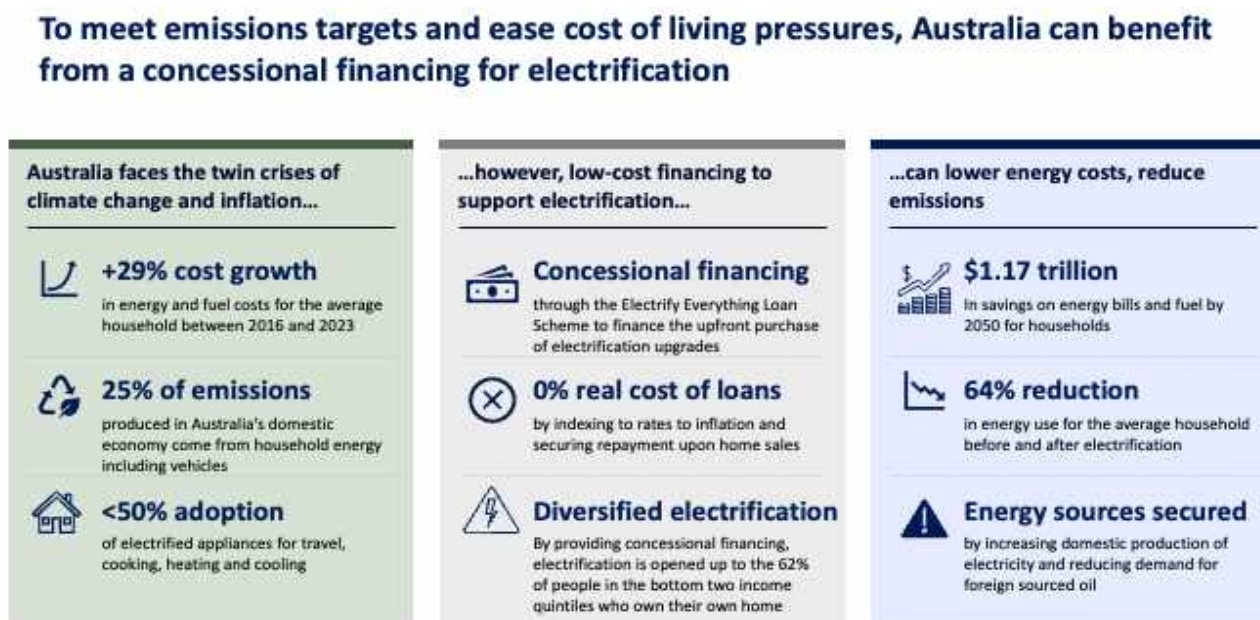 To meet emissions targets and ease cost of living pressures, Australia can benefit
from a concessional financing for electrification
Australia faces the twin crises of
climate change and inflation...
+29% cost growth
in energy and fuel costs for the average
household between 2016 and 2023
25% of emissions
produced in Australia's domestic
economy come from household energy
including vehicles
<50% adoption
of electrified appliances for travel,
cooking, heating and cooling
...however, low-cost financing to
support electrification...
Concessional financing
through the Electrify Everything Loan
Scheme to finance the upfront purchase
of electrification upgrades
0% real cost of loans
by indexing to rates to inflation and
securing repayment upon home sales
Diversified electrification
By providing concessional financing,
electrification is opened up to the 62%
of people in the bottom two income
quintiles who own their own home
...can lower energy costs, reduce
emissions
$
$1.17 trillion
In savings on energy bills and fuel by
2050 for households
64% reduction
in energy use for the average household
before and after electrification
Energy sources secured
by increasing domestic production of
electricity and reducing demand for
foreign sourced oil